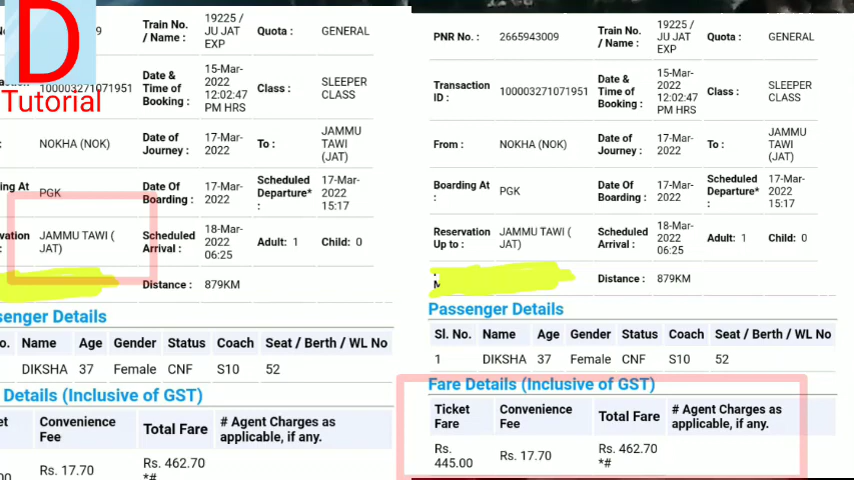 D
Tutorial
9
Train No. / Name :
19225 / JU JAT EXP
Quota :
GENERAL
100003271071951
Date & Time of Booking :
15-Mar-2022 12:02:47 PM HRS
Class :
SLEEPER CLASS
NOKHA (NOK)
Date of Journey :
17-Mar-2022
To :
JAMMU TAWI (JAT)
ing At
PGK
Date Of Boarding :
17-Mar-2022
Scheduled Departure* :
17-Mar-2022 15:17
vation
JAMMU TAWI ( JAT)
Scheduled Arrival :
18-Mar-2022 06:25
Adult: 1
Child: 0
Distance :
879KM
senger Details
o. Name Age Gender Status Coach Seat / Berth / WL No
DIKSHA 37 Female CNF S10 52
Details (Inclusive of GST)
et Convenience Fee Total Fare # Agent Charges as applicable, if any.
00 Rs. 17.70 Rs. 462.70 *#
PNR No. :
2665943009
Train No. / Name :
19225 / JU JAT EXP
Quota :
GENERAL
Transaction ID :
100003271071951
Date & Time of Booking :
15-Mar-2022 12:02:47 PM HRS
Class :
SLEEPER CLASS
From :
NOKHA (NOK)
Date of Journey :
17-Mar-2022
To :
JAMMU TAWI (JAT)
Boarding At :
PGK
Date Of Boarding :
17-Mar-2022
Scheduled Departure* :
17-Mar-2022 15:17
Reservation Up to :
JAMMU TAWI ( JAT)
Scheduled Arrival :
18-Mar-2022 06:25
Adult: 1
Child: 0
Distance :
879KM
Passenger Details
Sl. No. Name Age Gender Status Coach Seat / Berth / WL No
1 DIKSHA 37 Female CNF S10 52
Fare Details (Inclusive of GST)
Ticket Fare Convenience Fee Total Fare # Agent Charges as applicable, if any.
Rs. 445.00 Rs. 17.70 Rs. 462.70 *#